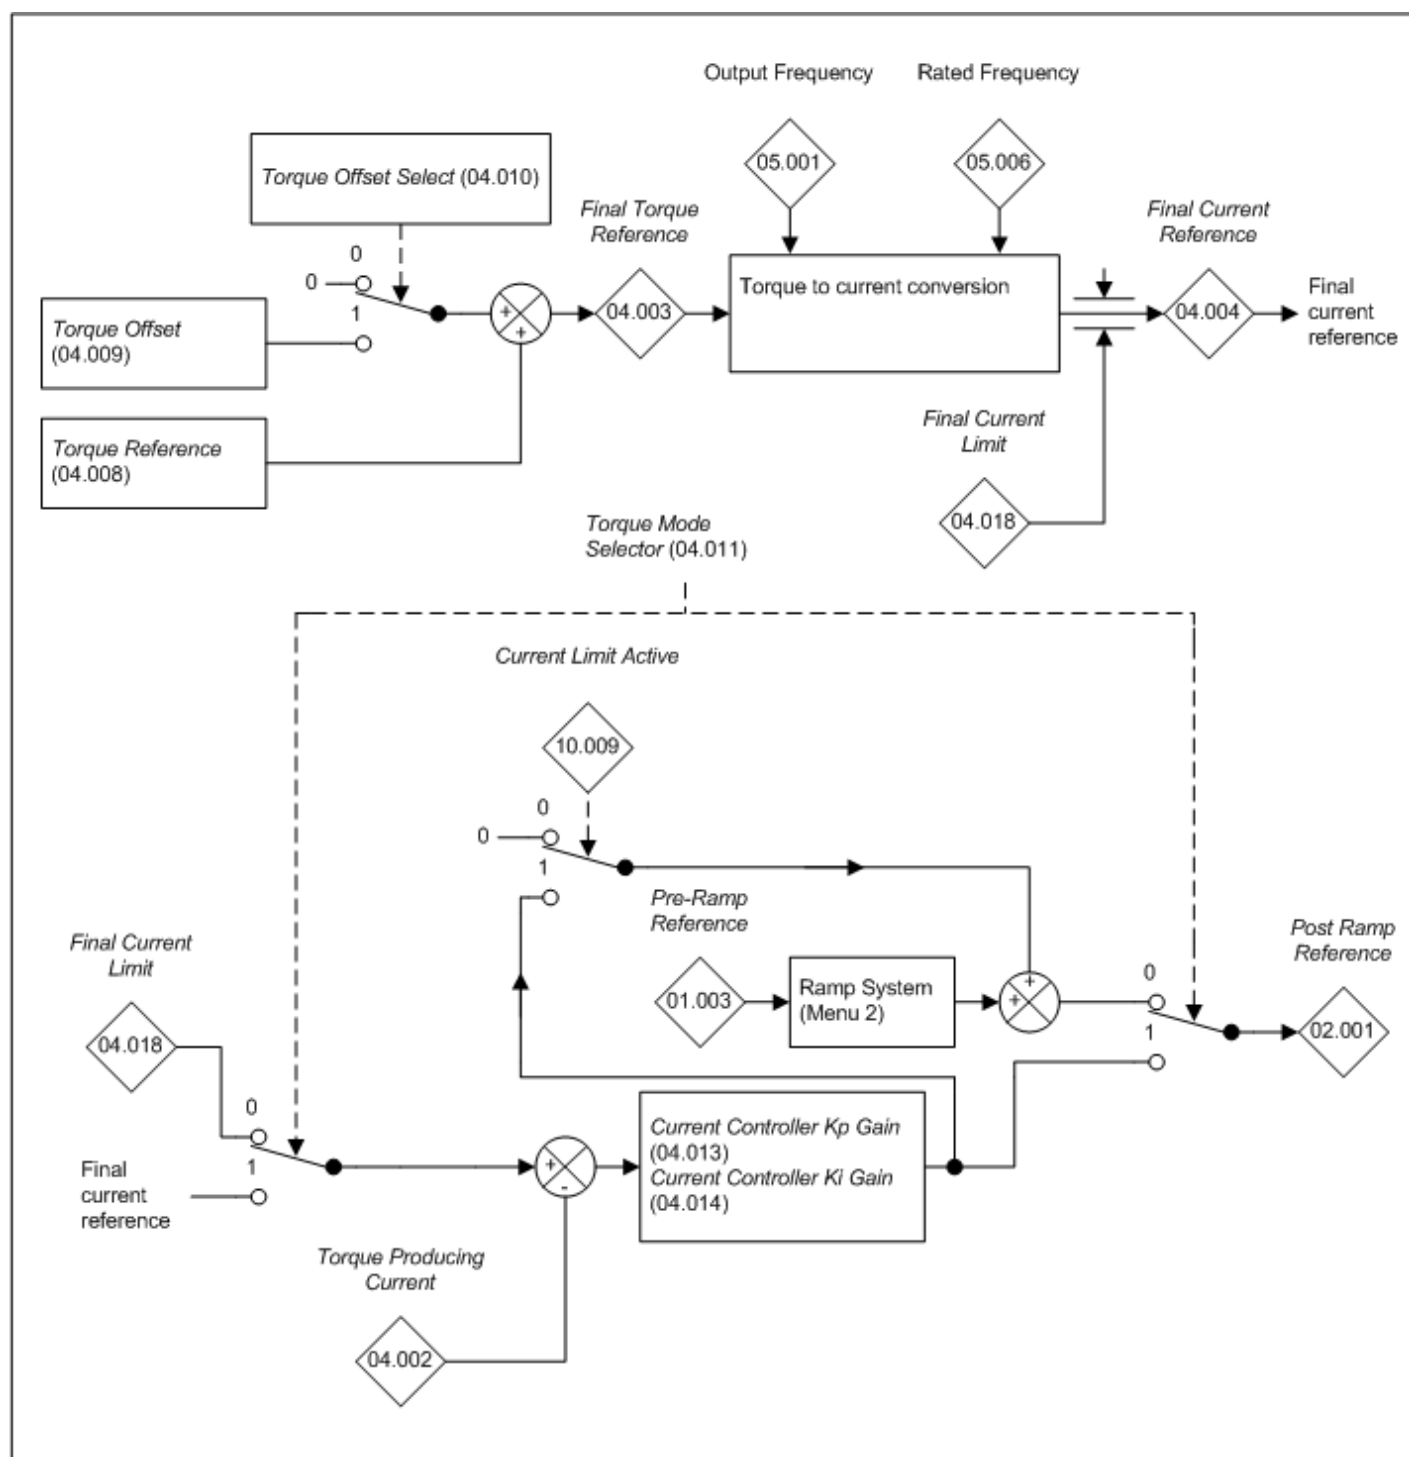 Output Frequency
Rated Frequency
05.001
05.006
Torque Offset Select (04.010)
Final Torque
Reference
Final Current
Reference
0
0
1
Torque Offset
(04.009)
+
+
04.003
Torque to current conversion
04.004
Final
current
reference
Torque Reference
(04.008)
Final Current
Limit
04.018
Torque Mode
Selector (04.011)
Current Limit Active
10.009
0
0
1
Pre-Ramp
Reference
Final Current
Limit
Post Ramp
Reference
01.003
Ramp System
(Menu 2)
+
+
0
1
02.001
04.018
0
1
Final
current
reference
+
-
Current Controller Kp Gain
(04.013)
Current Controller Ki Gain
(04.014)
Torque Producing
Current
04.002